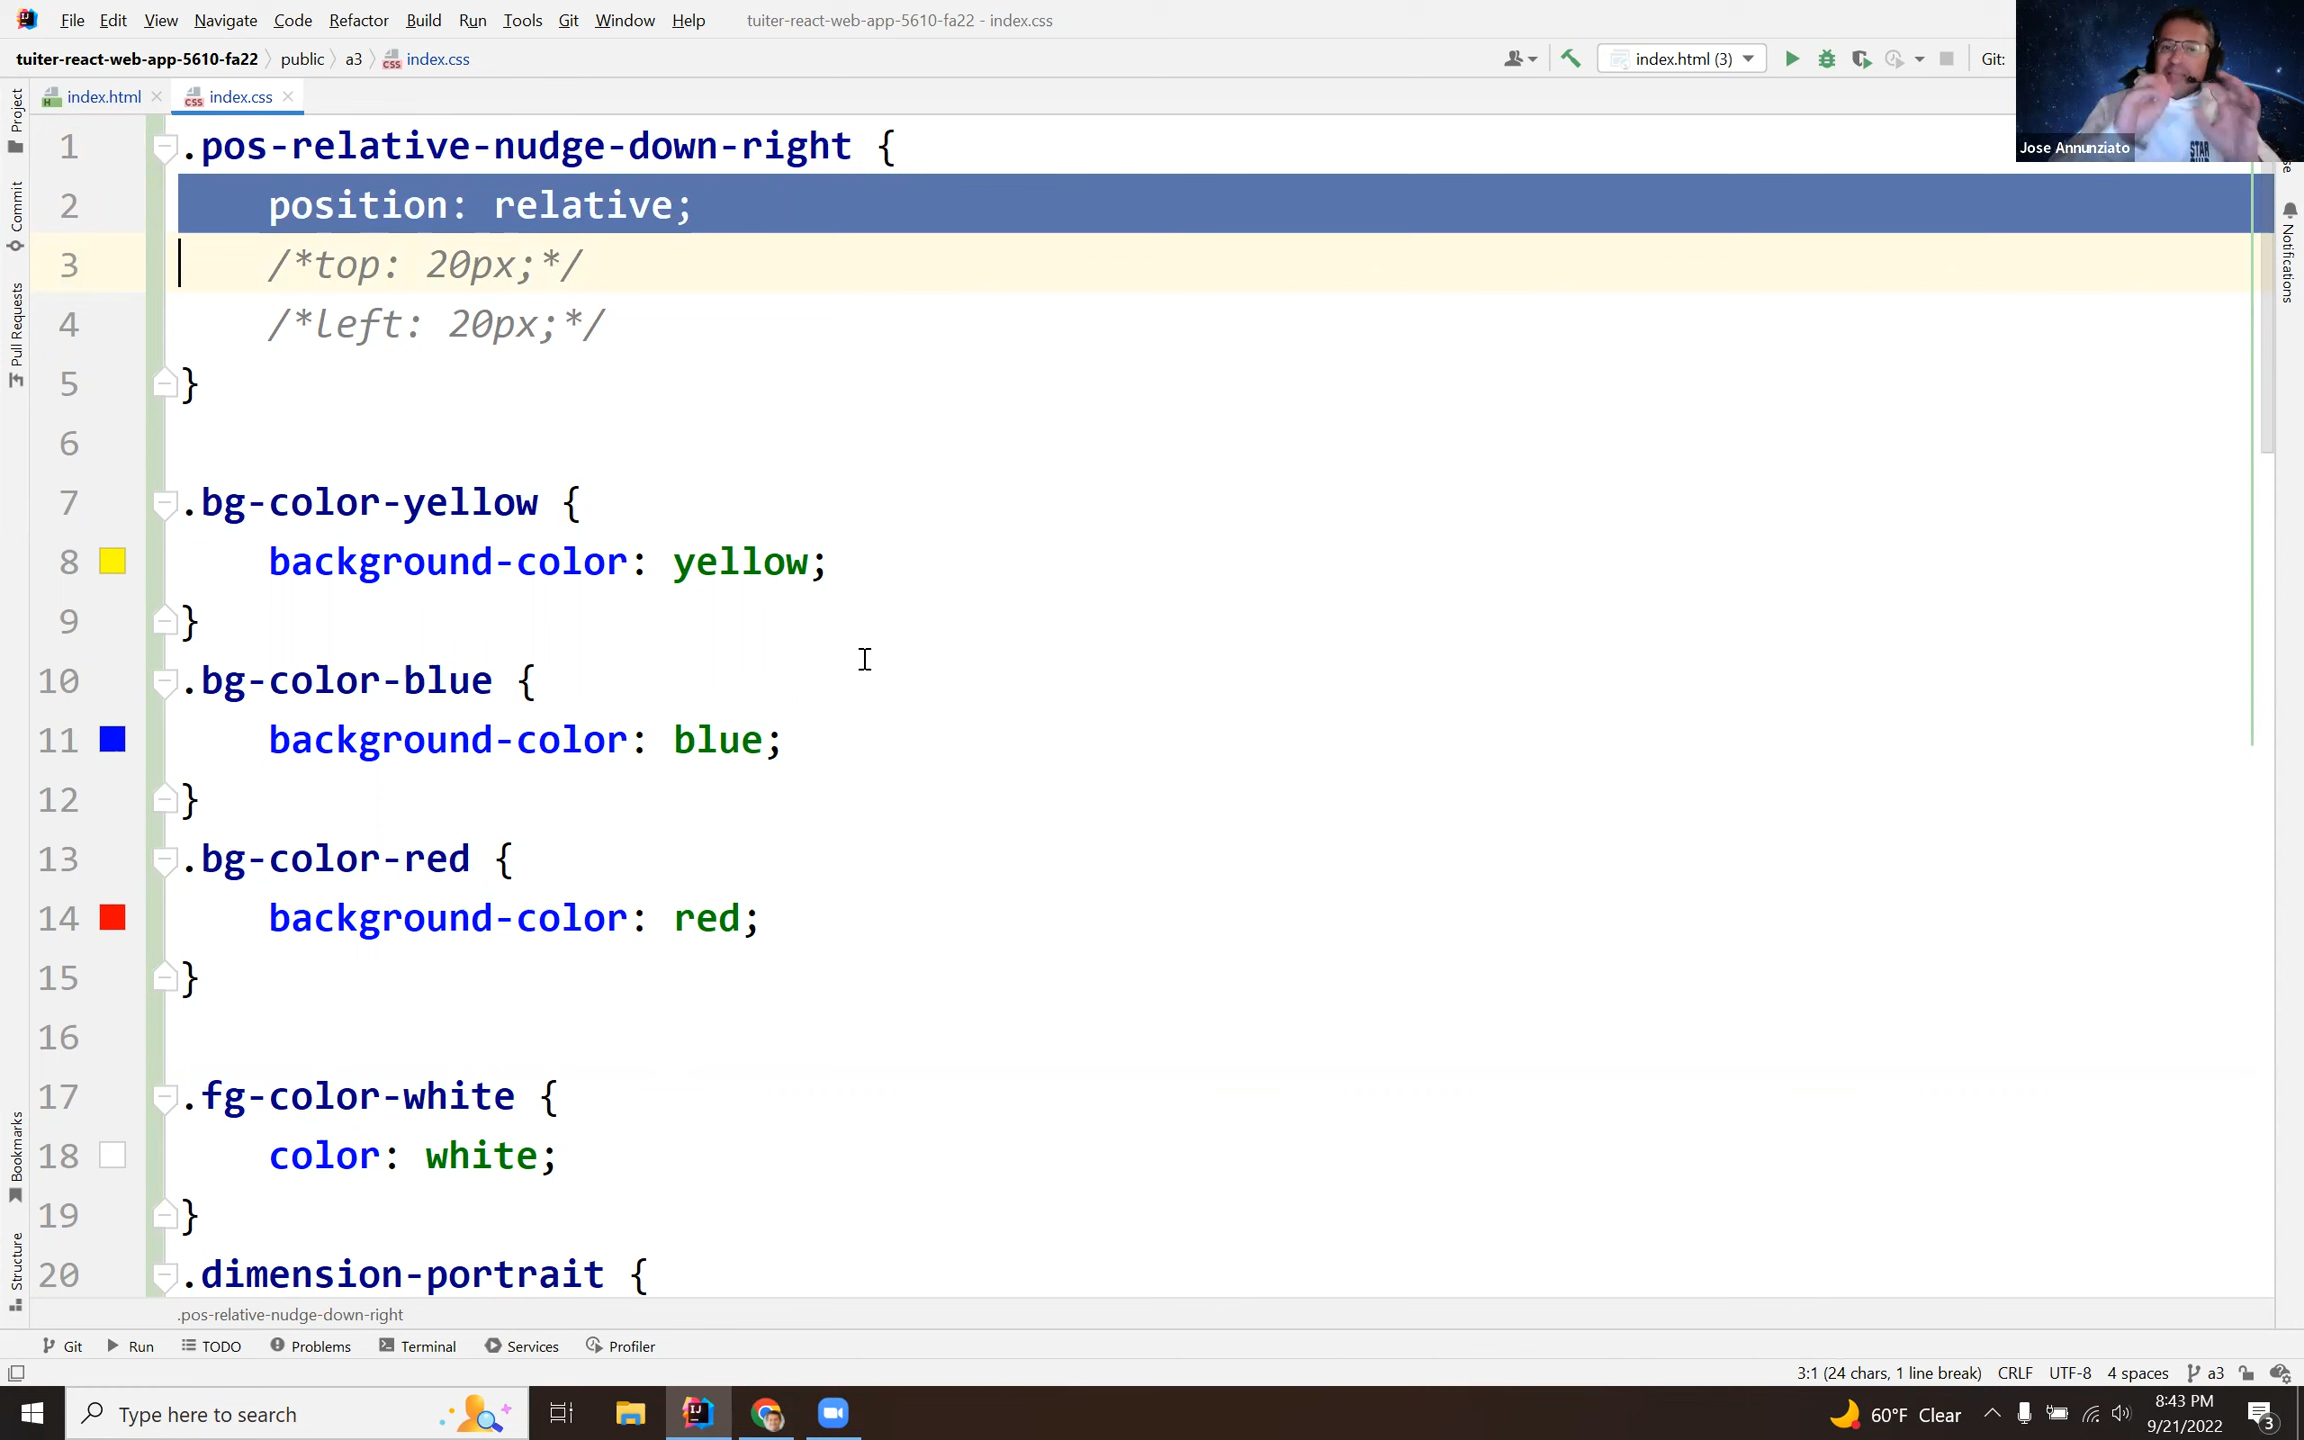 File Edit View Navigate Code Refactor Build Run Tools Git Window Help tuiter-react-web-app-5610-fa22 - index.css
tuiter-react-web-app-5610-fa22 public a3 index.css index.html (3) Git:
index.html index.css
Jose Annunziato
STAR
Project
Commit
Pull Requests
Bookmarks
Structure
Notifications
1 .pos-relative-nudge-down-right {
2 position: relative;
3 /*top: 20px;*/
4 /*left: 20px;*/
5 }
6
7 .bg-color-yellow {
8 background-color: yellow;
9 }
10 .bg-color-blue {
11 background-color: blue;
12 }
13 .bg-color-red {
14 background-color: red;
15 }
16
17 .fg-color-white {
18 color: white;
19 }
20 .dimension-portrait {
.pos-relative-nudge-down-right
Git Run TODO Problems Terminal Services Profiler
3:1 (24 chars, 1 line break) CRLF UTF-8 4 spaces a3
Type here to search
60°F Clear
8:43 PM
9/21/2022
3